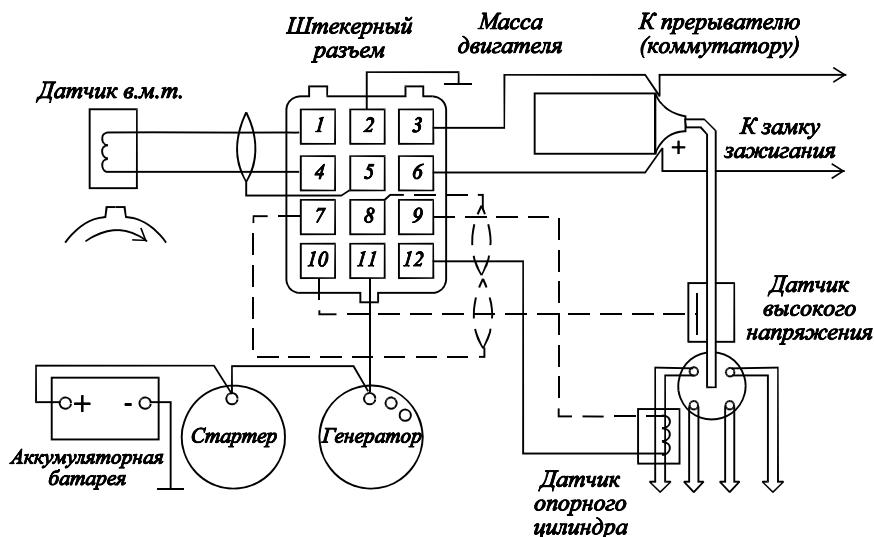 Штекерный
разъем
Масса
двигателя
К прерывателю
(коммутатору)
Датчик в.м.т.
1 2 3
К замку
зажигания
+
4 5 6
7 8 9
10 11 12
Датчик
высокого
напряжения
+ -
Стартер
Генератор
Аккумуляторная
батарея
Датчик
опорного
цилиндра